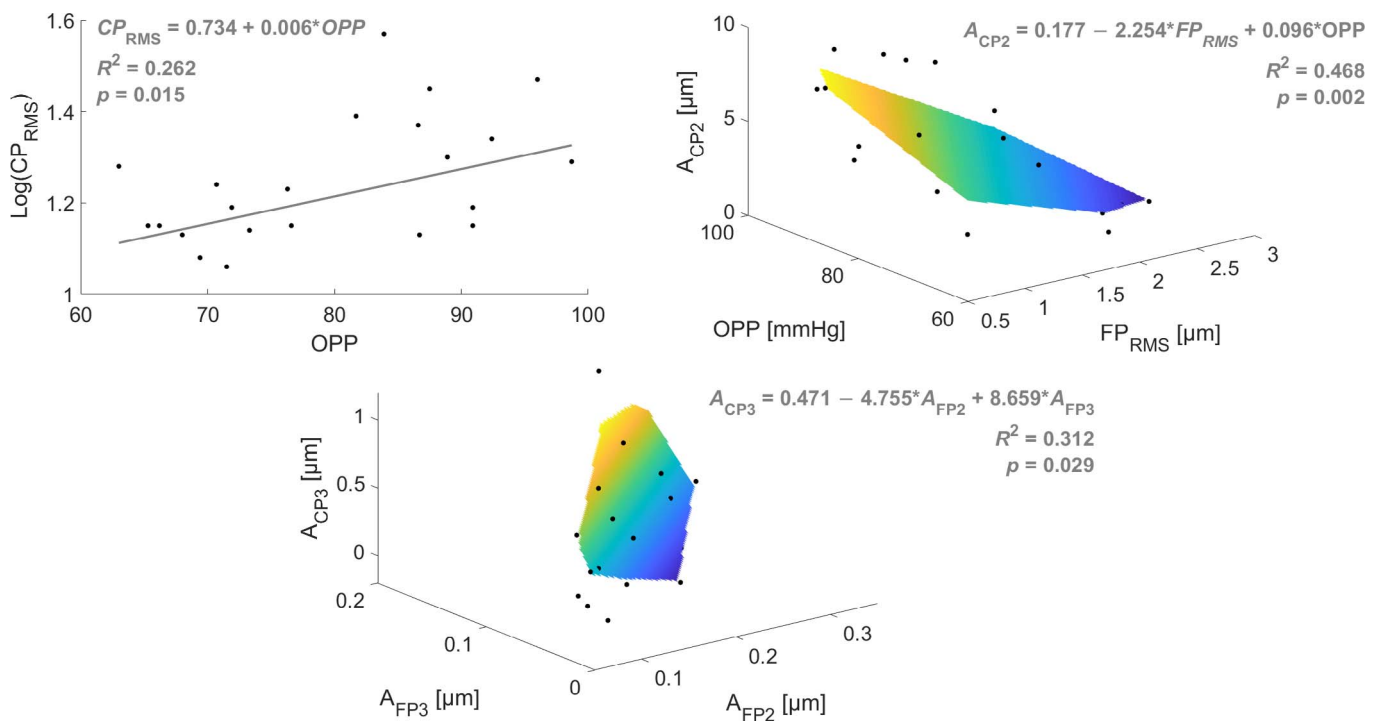 CP_RMS = 0.734 + 0.006*OPP
R² = 0.262
p = 0.015
Log(CP_RMS)
1.6
1.4
1.2
1
60 70 80 90 100
OPP
A_CP2 = 0.177 − 2.254*FP_RMS + 0.096*OPP
R² = 0.468
p = 0.002
A_CP2 [µm]
10
5
0
100
80
60
OPP [mmHg]
0.5 1 1.5 2 2.5 3
FP_RMS [µm]
A_CP3 = 0.471 − 4.755*A_FP2 + 8.659*A_FP3
R² = 0.312
p = 0.029
A_CP3 [µm]
1
0.5
0
0.2
0.1
0
A_FP3 [µm]
0.1 0.2 0.3
A_FP2 [µm]